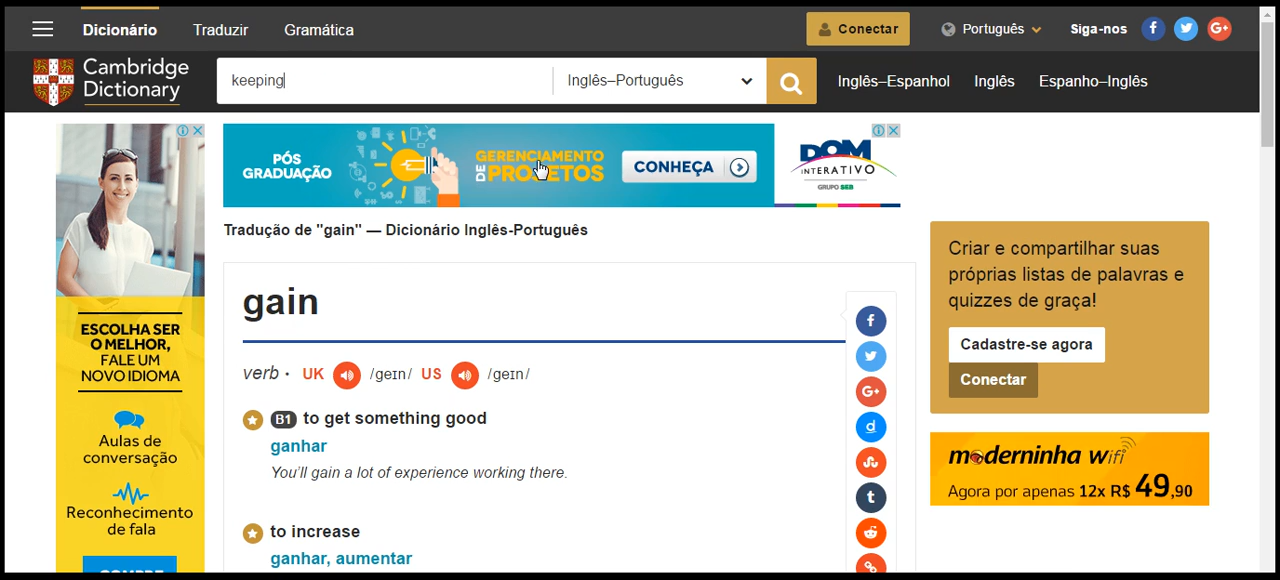 Dicionário Traduzir Gramática Conectar Português Siga-nos f G+
Cambridge
Dictionary
keeping Inglês–Português Inglês–Espanhol Inglês Espanho–Inglês
PÓS
GRADUAÇÃO
GERENCIAMENTO
DE PROJETOS
CONHEÇA
DOM
INTERATIVO
GRUPO SEB
ESCOLHA SER
O MELHOR,
FALE UM
NOVO IDIOMA
Aulas de
conversação
Reconhecimento
de fala
COMPRE
Tradução de "gain" — Dicionário Inglês-Português
gain
verb · UK /geɪn/ US /geɪn/
B1 to get something good
ganhar
You'll gain a lot of experience working there.
to increase
ganhar, aumentar
f
G+
d
t
Criar e compartilhar suas
próprias listas de palavras e
quizzes de graça!
Cadastre-se agora
Conectar
moderninha wifi
Agora por apenas 12x R$ 49,90